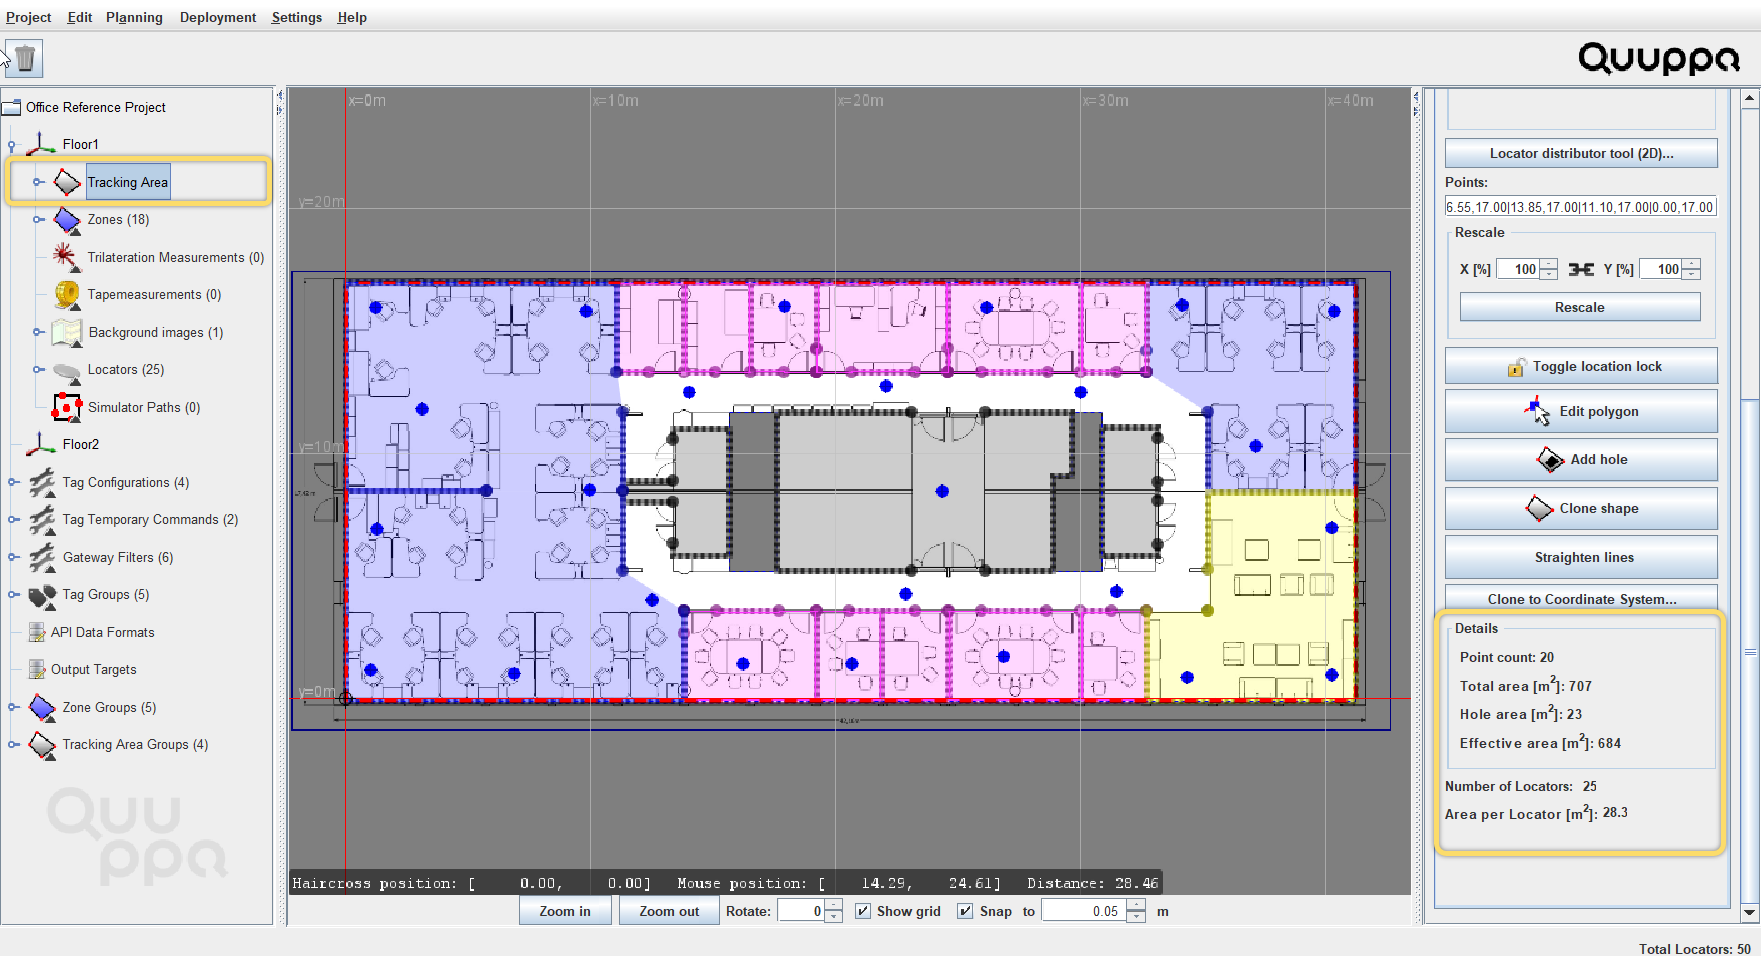 Project Edit Planning Deployment Settings Help
Quuppa
Office Reference Project
Floor1
Tracking Area
Zones (18)
Trilateration Measurements (0)
Tapemeasurements (0)
Background images (1)
Locators (25)
Simulator Paths (0)
Floor2
Tag Configurations (4)
Tag Temporary Commands (2)
Gateway Filters (6)
Tag Groups (5)
API Data Formats
Output Targets
Zone Groups (5)
Tracking Area Groups (4)
Quu
ppa
x=0m x=10m x=20m x=30m x=40m
y=20m
y=10m
y=0m
Haircross position: [ 0.00, 0.00] Mouse position: [ 14.29, 24.61] Distance: 28.46
Zoom in Zoom out Rotate: 0 Show grid Snap to 0.05 m
Locator distributor tool (2D)...
Points:
6.55,17.00|13.85,17.00|11.10,17.00|0.00,17.00
Rescale
X [%] 100 Y [%] 100
Rescale
Toggle location lock
Edit polygon
Add hole
Clone shape
Straighten lines
Clone to Coordinate System...
Details
Point count: 20
Total area [m2]: 707
Hole area [m2]: 23
Effective area [m2]: 684
Number of Locators: 25
Area per Locator [m2]: 28.3
Total Locators: 50